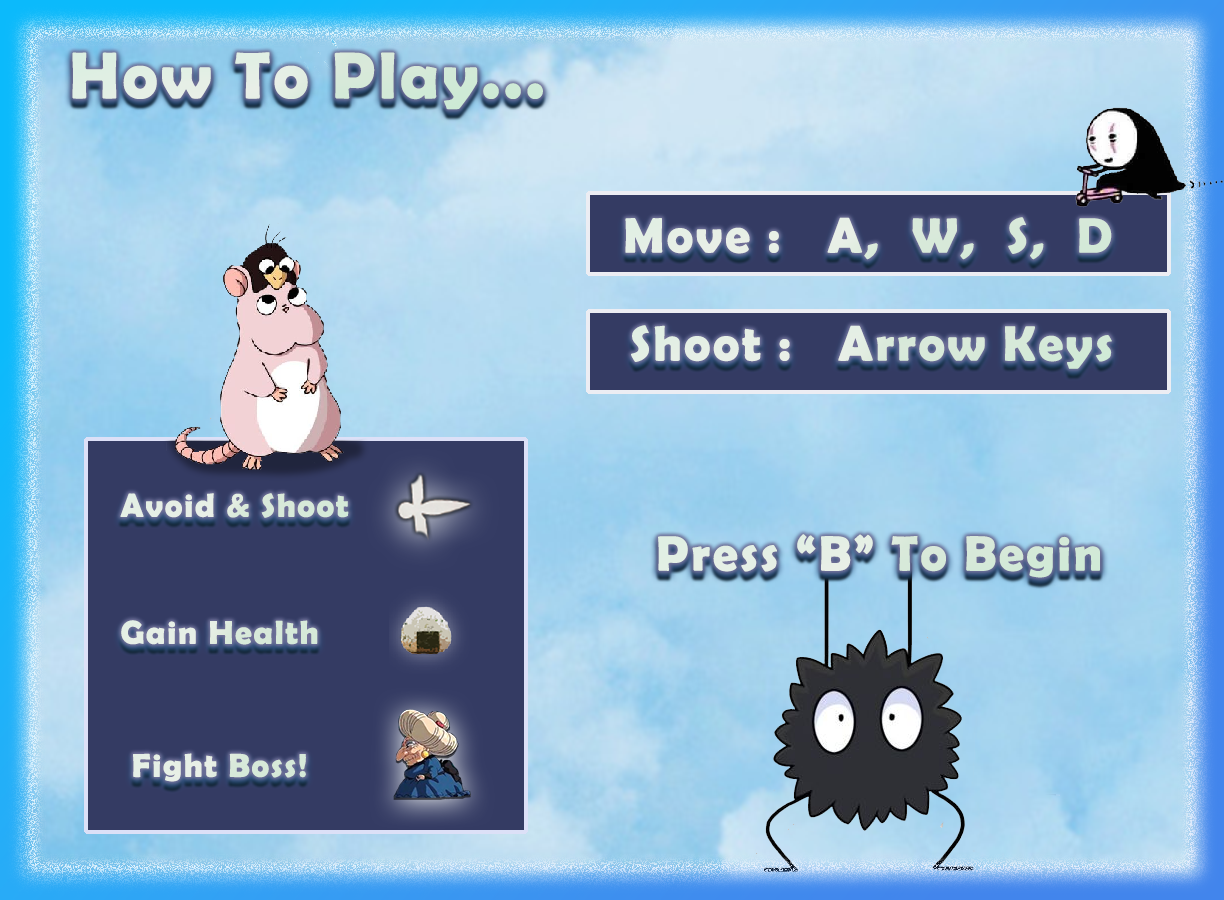 How To Play...
Move : A, W, S, D
Shoot : Arrow Keys
Avoid & Shoot
Gain Health
Fight Boss!
Press “B” To Begin